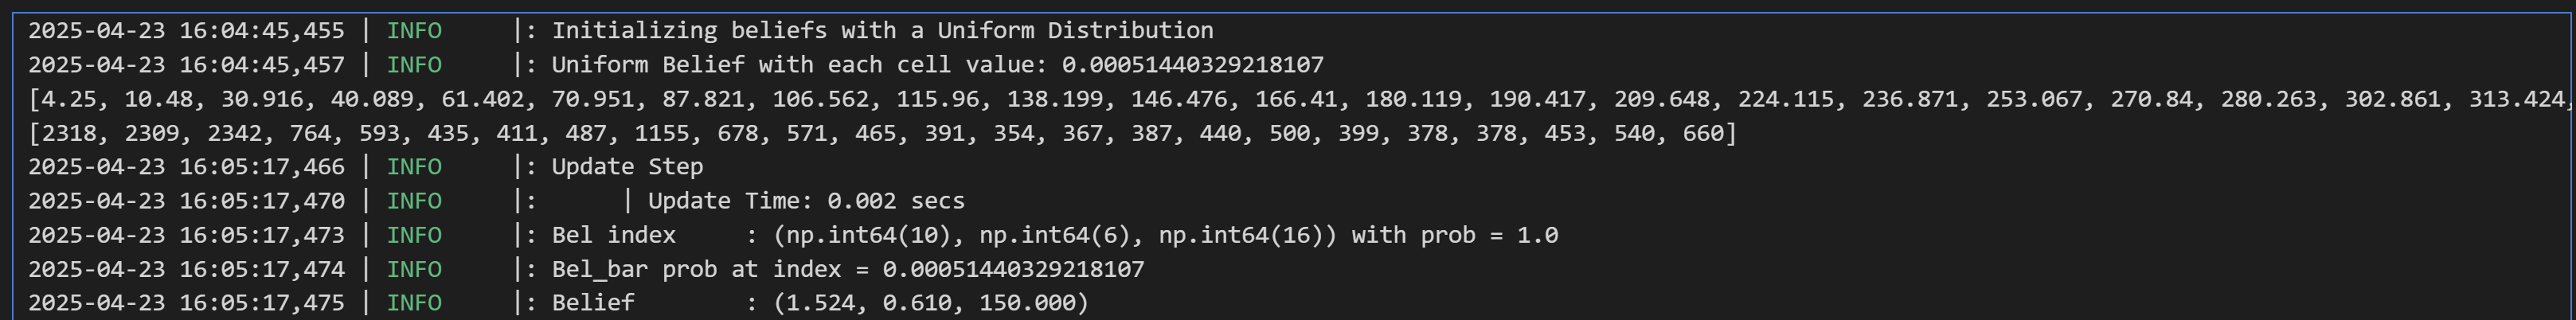 2025-04-23 16:04:45,455 | INFO     |: Initializing beliefs with a Uniform Distribution
2025-04-23 16:04:45,457 | INFO     |: Uniform Belief with each cell value: 0.00051440329218107
[4.25, 10.48, 30.916, 40.089, 61.402, 70.951, 87.821, 106.562, 115.96, 138.199, 146.476, 166.41, 180.119, 190.417, 209.648, 224.115, 236.871, 253.067, 270.84, 280.263, 302.861, 313.424,
[2318, 2309, 2342, 764, 593, 435, 411, 487, 1155, 678, 571, 465, 391, 354, 367, 387, 440, 500, 399, 378, 378, 453, 540, 660]
2025-04-23 16:05:17,466 | INFO     |: Update Step
2025-04-23 16:05:17,470 | INFO     |:      | Update Time: 0.002 secs
2025-04-23 16:05:17,473 | INFO     |: Bel index     : (np.int64(10), np.int64(6), np.int64(16)) with prob = 1.0
2025-04-23 16:05:17,474 | INFO     |: Bel_bar prob at index = 0.00051440329218107
2025-04-23 16:05:17,475 | INFO     |: Belief        : (1.524, 0.610, 150.000)